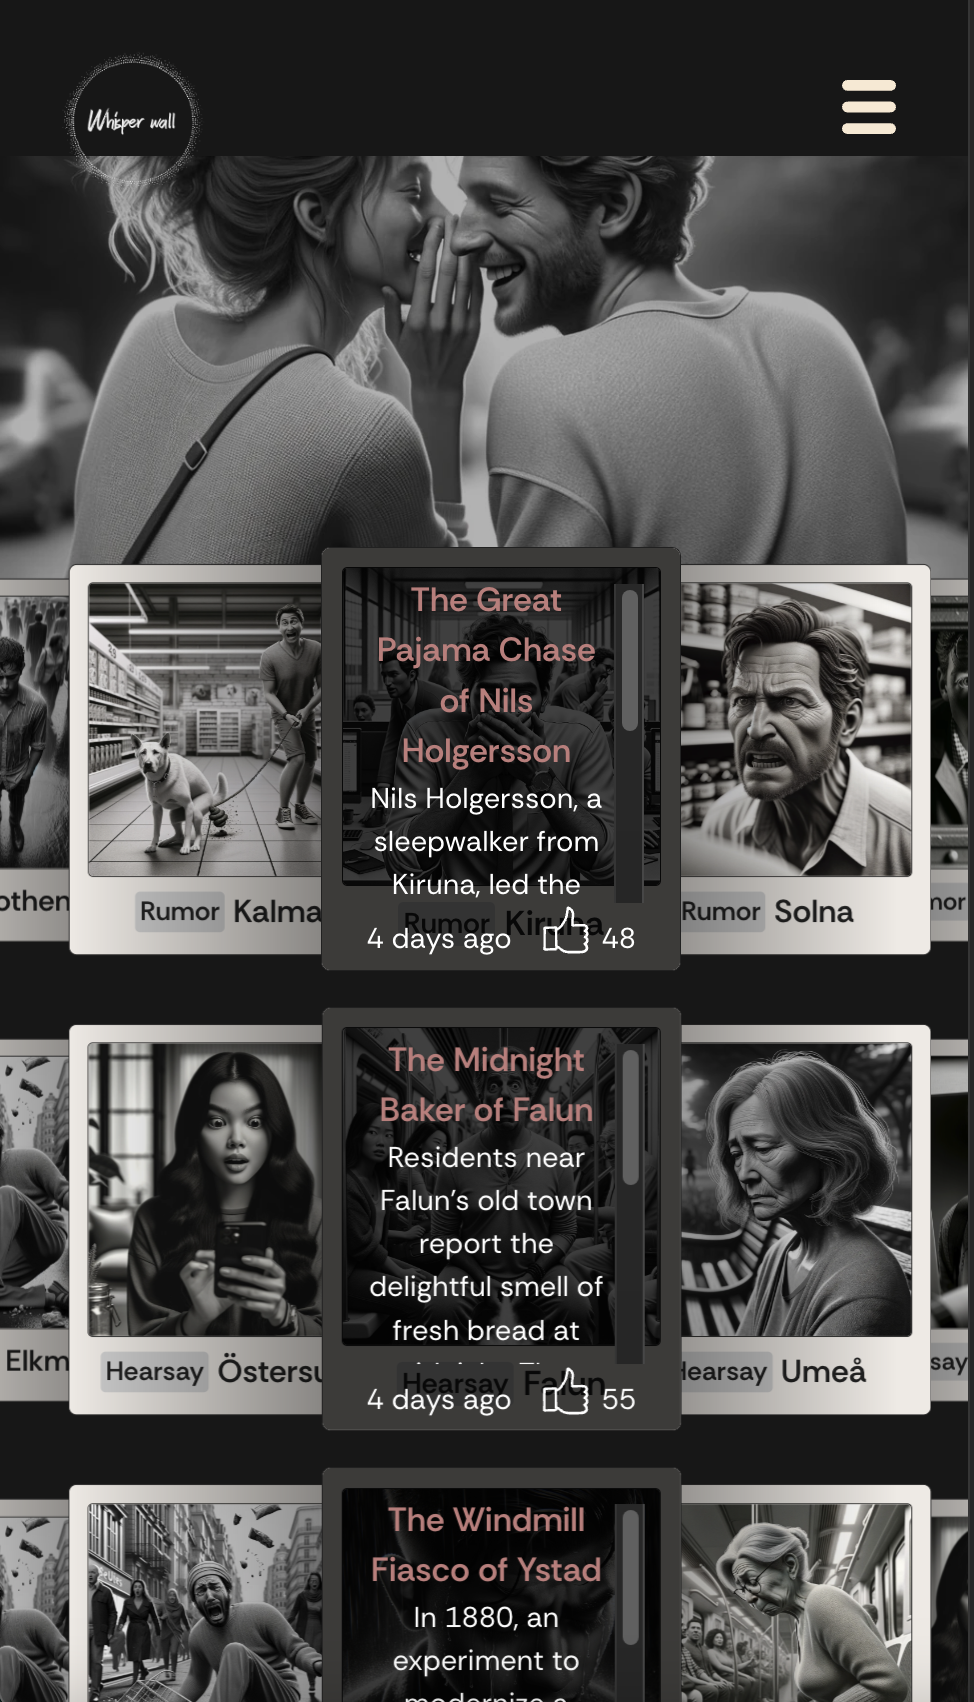 Whisper wall
The Great
Pajama Chase
of Nils
Holgersson
Nils Holgersson, a
sleepwalker from
Kiruna, led the
Rumor Kiruna
4 days ago 48
othen
Rumor Kalma
Rumor Solna
mor
The Midnight
Baker of Falun
Residents near
Falun's old town
report the
delightful smell of
fresh bread at
Hearsay Falun
4 days ago 55
Elkm
Hearsay Östersu
Hearsay Umeå
say
The Windmill
Fiasco of Ystad
In 1880, an
experiment to
modernize a